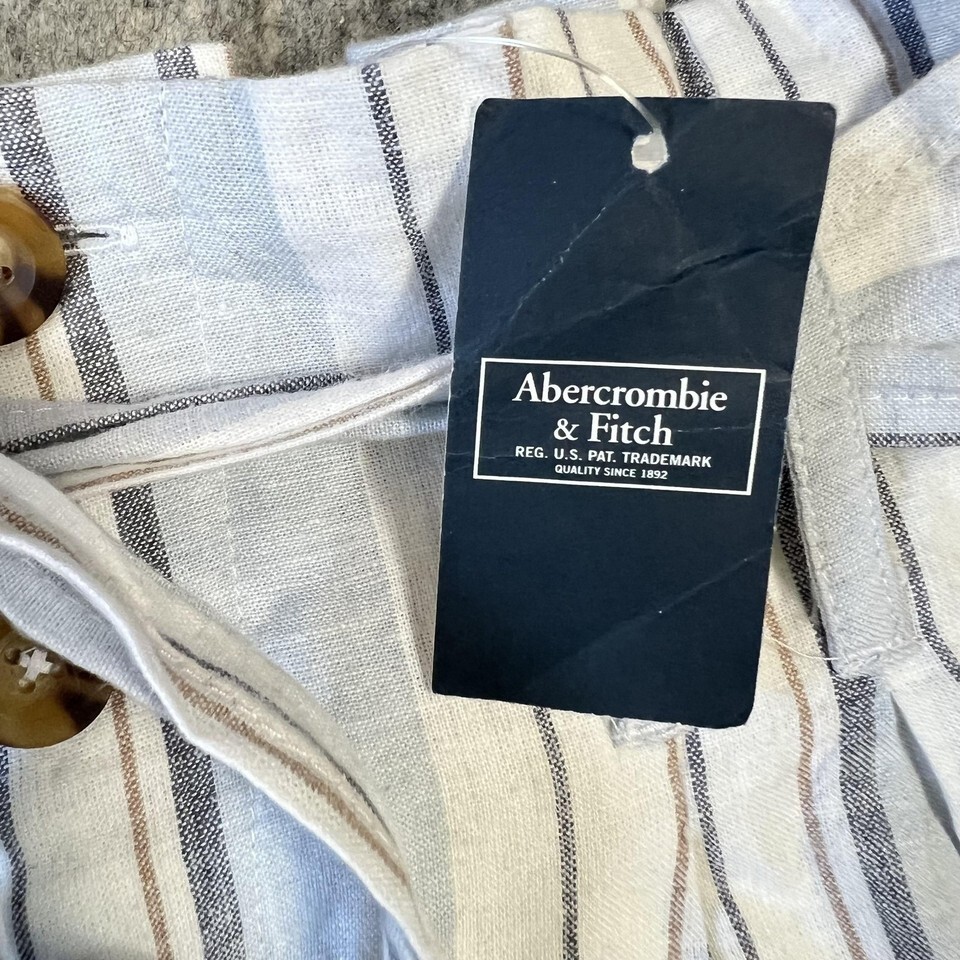 Abercrombie
& Fitch
REG. U.S. PAT. TRADEMARK
QUALITY SINCE 1892